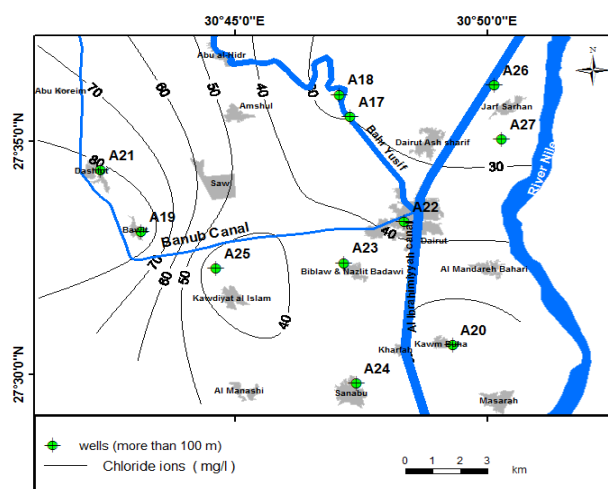 30°45'0"E
30°50'0"E
27°35'0"N
27°30'0"N
N
Abu al-Hidr
A18
A17
A26
A27
Jarf Sarhan
Abu Koreim
70
60
50
40
30
Amshul
Bahr Yusif
Dairut Ash sharif
30
River Nile
80
A21
Dashlut
Saw
A19
Bawit
Banub Canal
A22
40
Dairut
70
60
50
A25
A23
Biblaw & Nazlit Badawi
Al Mandareh Bahari
Kawdiyat al Islam
40
Al Ibrahimiyyeh canal
A20
Kharfah
A24
Al Manashi
Sanabu
Masarah
wells (more than 100 m)
Chloride ions ( mg/l )
0 1 2 3
km